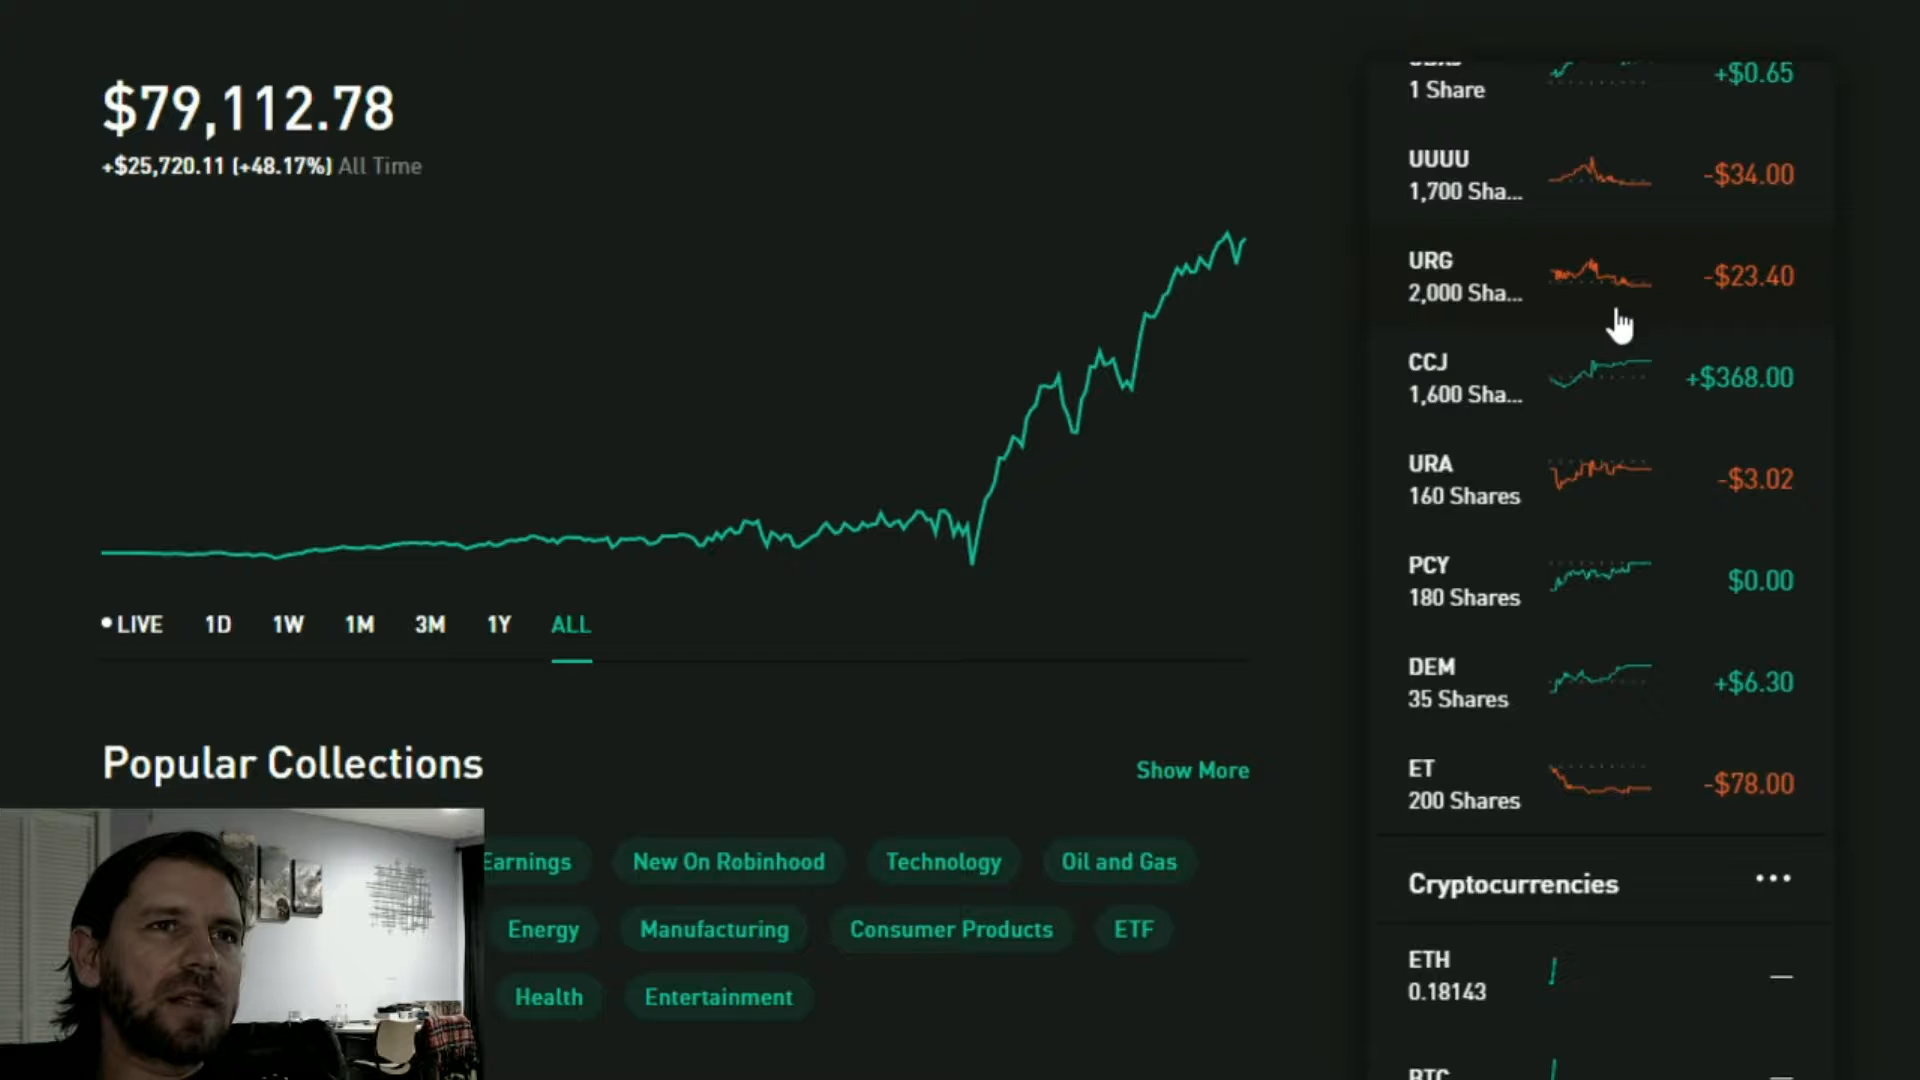 $79,112.78
+$25,720.11 (+48.17%) All Time
LIVE 1D 1W 1M 3M 1Y ALL
Popular Collections
Show More
Earnings New On Robinhood Technology Oil and Gas
Energy Manufacturing Consumer Products ETF
Health Entertainment
1 Share
+$0.65
UUUU
1,700 Sha...
-$34.00
URG
2,000 Sha...
-$23.40
CCJ
1,600 Sha...
+$368.00
URA
160 Shares
-$3.02
PCY
180 Shares
$0.00
DEM
35 Shares
+$6.30
ET
200 Shares
-$78.00
Cryptocurrencies
ETH
0.18143
—
BTC